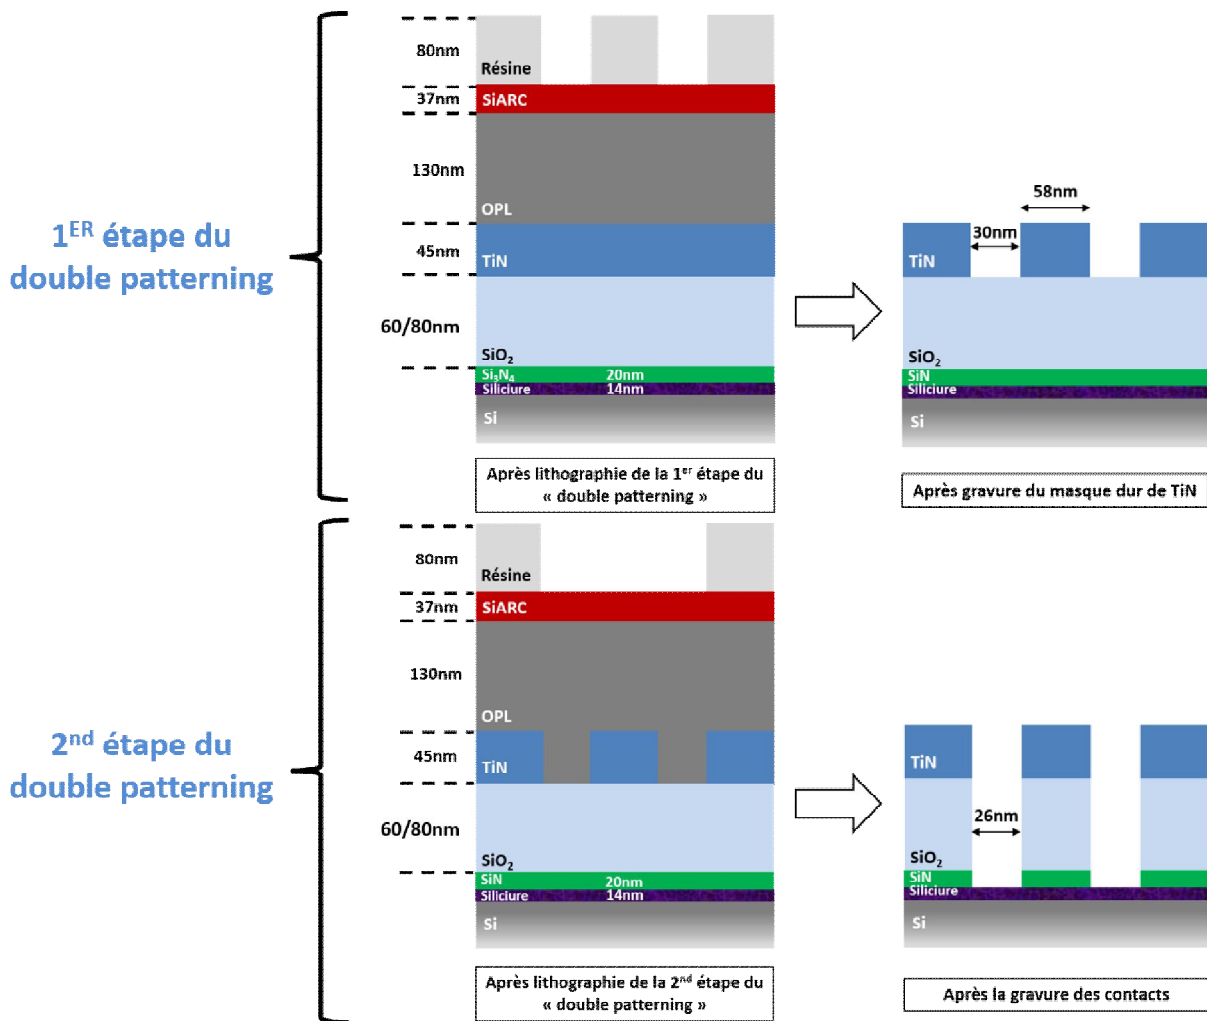 80nm
Résine
37nm
SiARC
130nm
OPL
45nm
TiN
60/80nm
SiO₂
Si₃N₄ 20nm
Siliciure 14nm
Si
1ER étape du
double patterning
58nm
30nm
TiN
SiO₂
SiN
Siliciure
Si
Après lithographie de la 1er étape du
« double patterning »
Après gravure du masque dur de TiN
80nm
Résine
37nm
SiARC
130nm
OPL
45nm
TiN
60/80nm
SiO₂
SiN 20nm
Siliciure 14nm
Si
2nd étape du
double patterning
TiN
26nm
SiO₂
SiN
Siliciure
Si
Après lithographie de la 2nd étape du
« double patterning »
Après la gravure des contacts